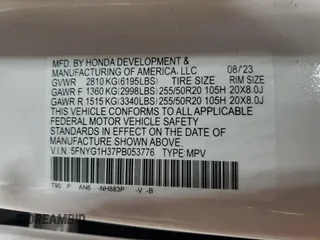 MFD. BY HONDA DEVELOPMENT &
MANUFACTURING OF AMERICA, LLC 08/'23
GVWR 2810 KG(6195LBS) TIRE SIZE RIM SIZE
GAWR F 1360 KG(2998LBS) 255/50R20 105H 20X8.0J
GAWR R 1515 KG(3340LBS) 255/50R20 105H 20X8.0J
THIS VEHICLE CONFORMS TO ALL APPLICABLE
FEDERAL MOTOR VEHICLE SAFETY AND THEFT
PREVENTION STANDARDS IN EFFECT ON THE
DATE OF MANUFACTURE SHOWN ABOVE.
V.I.N. 5FNYG1H37PB053776 TYPE: MPV
T90 P AN6 -NH883P -V -B
DREAMBID